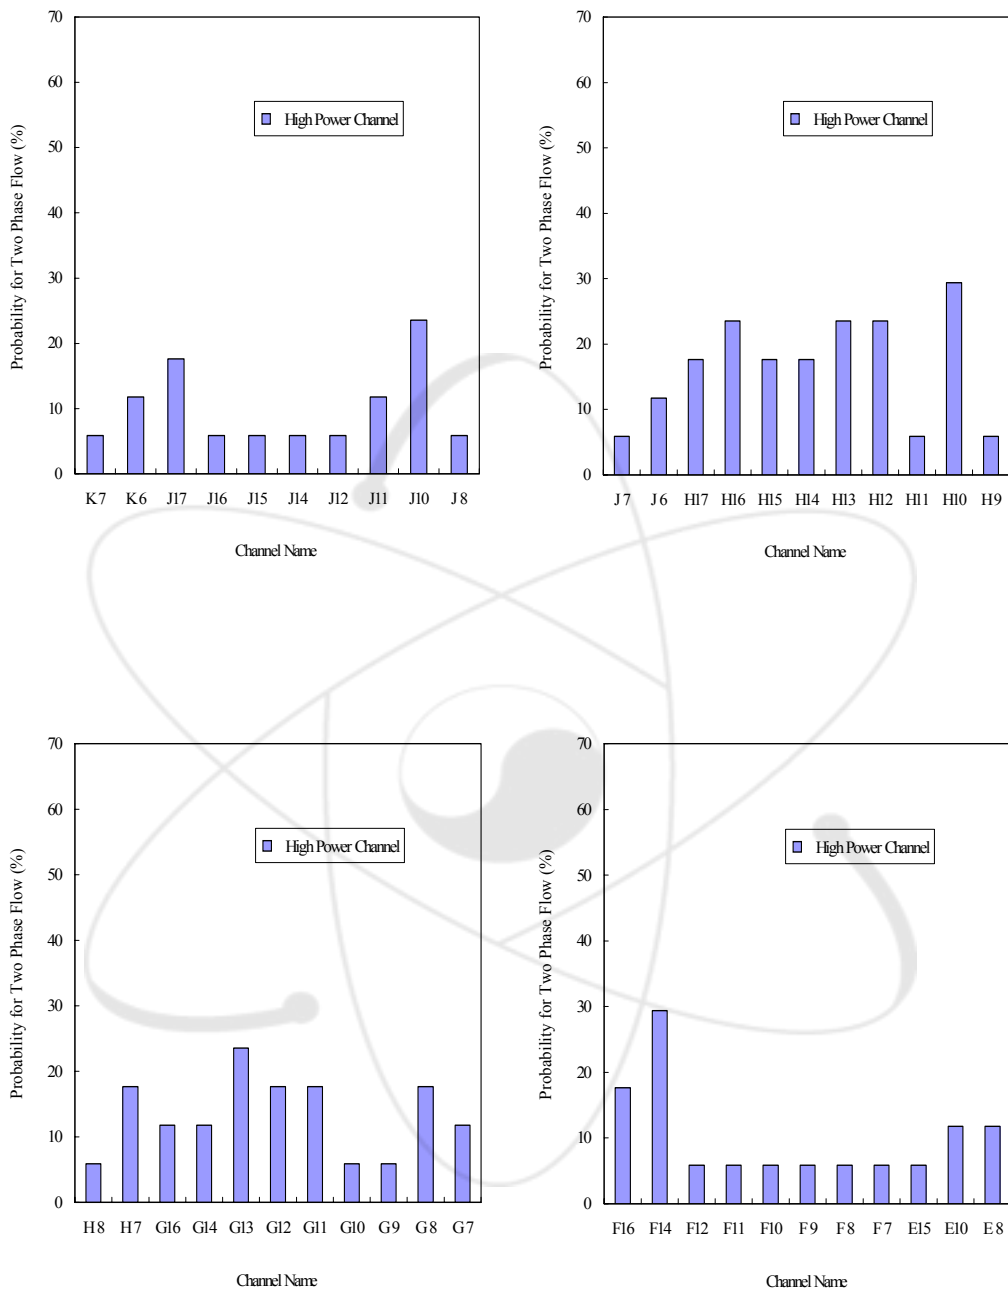 70
60
50
40
30
20
10
0
Probability for Two Phase Flow (%)
High Power Channel
K7 K6 J17 J16 J15 J14 J12 J11 J10 J8
Channel Name
70
60
50
40
30
20
10
0
Probability for Two Phase Flow (%)
High Power Channel
J7 J6 H17 H16 H15 H14 H13 H12 H11 H10 H9
Channel Name
70
60
50
40
30
20
10
0
Probability for Two Phase Flow (%)
High Power Channel
H8 H7 G16 G14 G13 G12 G11 G10 G9 G8 G7
Channel Name
70
60
50
40
30
20
10
0
Probability for Two Phase Flow (%)
High Power Channel
F16 F14 F12 F11 F10 F9 F8 F7 E15 E10 E8
Channel Name